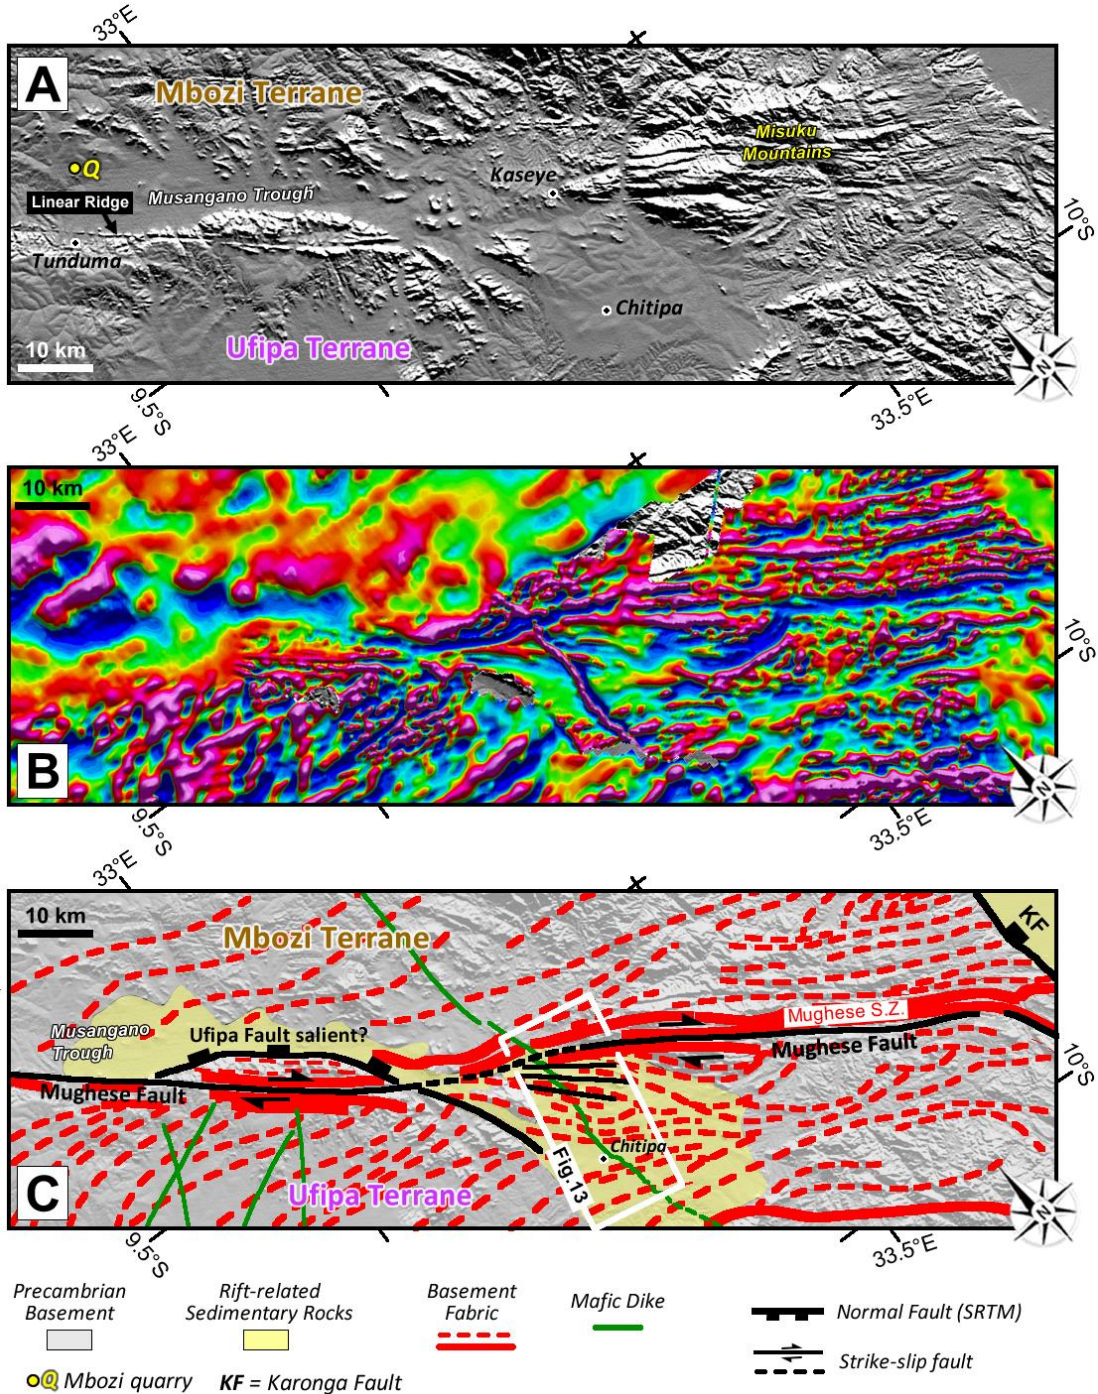 33°E
A
Mbozi Terrane
Misuku
Mountains
Q
Kaseye
Linear Ridge
Musangano Trough
10°S
Tunduma
Chitipa
Ufipa Terrane
10 km
N
9.5°S
33.5°E
33°E
10 km
10°S
B
N
9.5°S
33.5°E
33°E
10 km
KF
Mbozi Terrane
Mughese S.Z.
Musangano
Trough
Ufipa Fault salient?
Mughese Fault
10°S
Mughese Fault
Chitipa
Fig.13
C
Ufipa Terrane
N
9.5°S
33.5°E
Precambrian
Basement
Rift-related
Sedimentary Rocks
Basement
Fabric
Mafic Dike
Normal Fault (SRTM)
Strike-slip fault
Q Mbozi quarry
KF = Karonga Fault